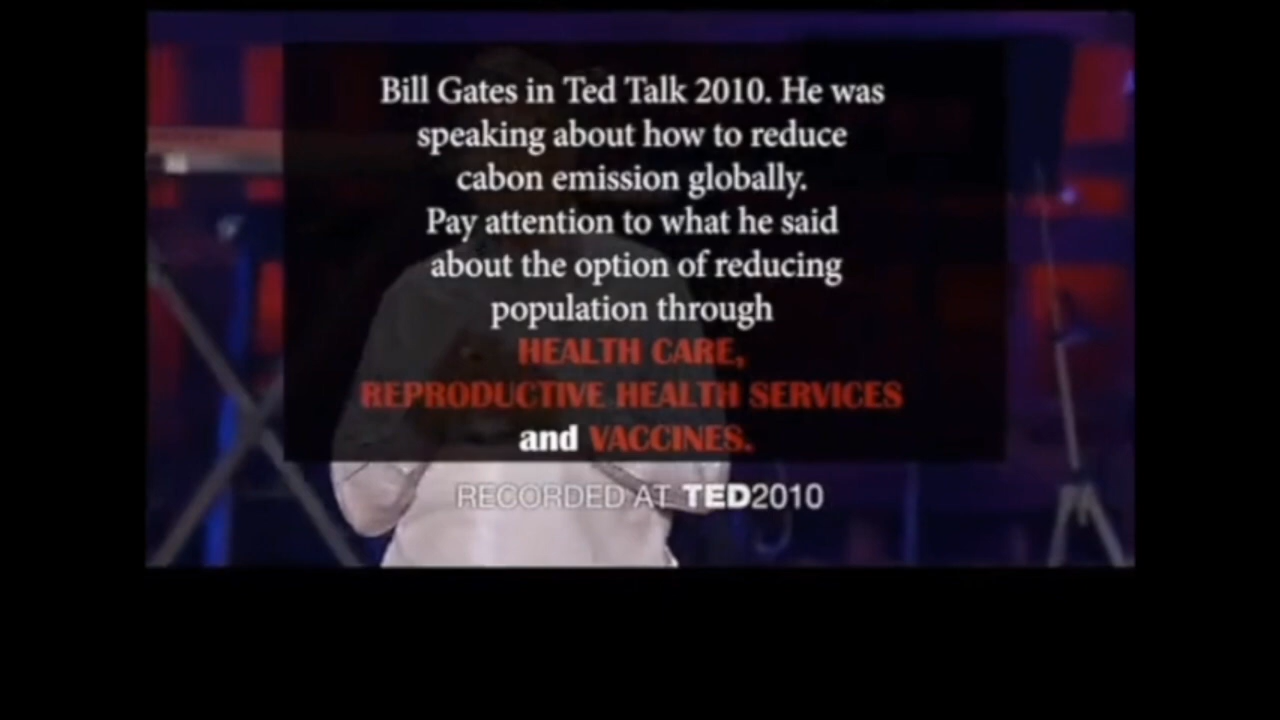 Bill Gates in Ted Talk 2010. He was
speaking about how to reduce
cabon emission globally.
Pay attention to what he said
about the option of reducing
population through
HEALTH CARE,
REPRODUCTIVE HEALTH SERVICES
and VACCINES.
RECORDED AT TED2010